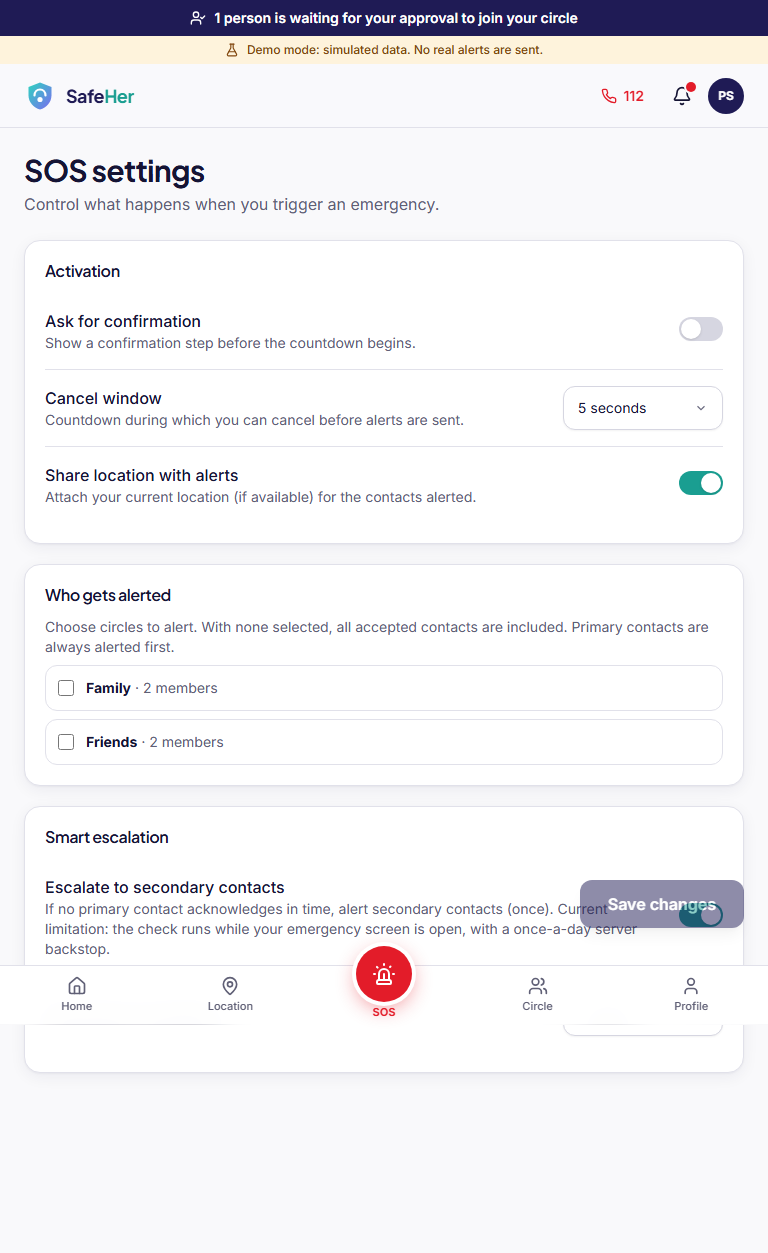 1 person is waiting for your approval to join your circle
Demo mode: simulated data. No real alerts are sent.
SafeHer
112
PS
SOS settings
Control what happens when you trigger an emergency.
Activation
Ask for confirmation
Show a confirmation step before the countdown begins.
Cancel window
Countdown during which you can cancel before alerts are sent.
5 seconds
Share location with alerts
Attach your current location (if available) for the contacts alerted.
Who gets alerted
Choose circles to alert. With none selected, all accepted contacts are included. Primary contacts are
always alerted first.
Family · 2 members
Friends · 2 members
Smart escalation
Escalate to secondary contacts
If no primary contact acknowledges in time, alert secondary contacts (once). Current
limitation: the check runs while your emergency screen is open, with a once-a-day server
backstop.
Save changes
Home
Location
SOS
Circle
Profile